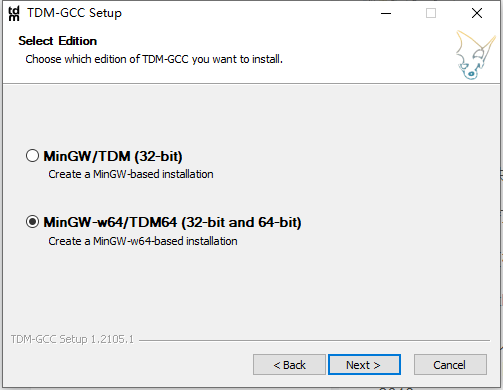 tdm TDM-GCC Setup
Select Edition
Choose which edition of TDM-GCC you want to install.
MinGW/TDM (32-bit)
Create a MinGW-based installation
MinGW-w64/TDM64 (32-bit and 64-bit)
Create a MinGW-w64-based installation
TDM-GCC Setup 1.2105.1
< Back
Next >
Cancel